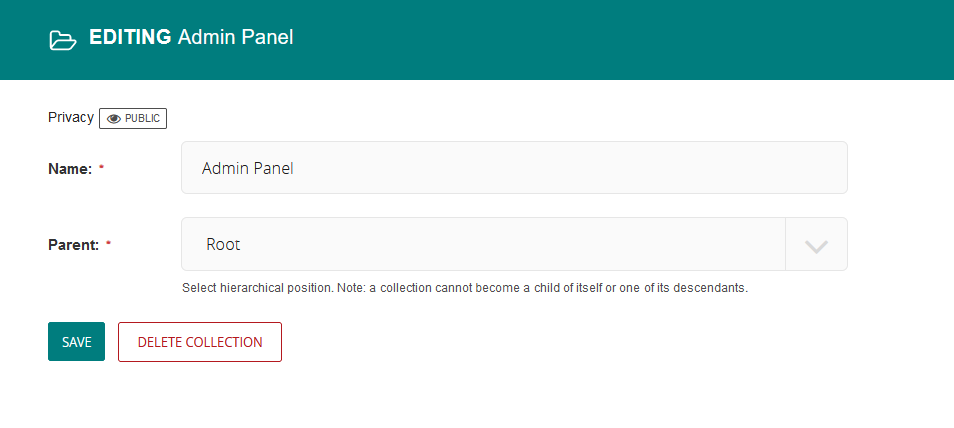 EDITING Admin Panel
Privacy PUBLIC
Name: * Admin Panel
Parent: * Root
Select hierarchical position. Note: a collection cannot become a child of itself or one of its descendants.
SAVE DELETE COLLECTION